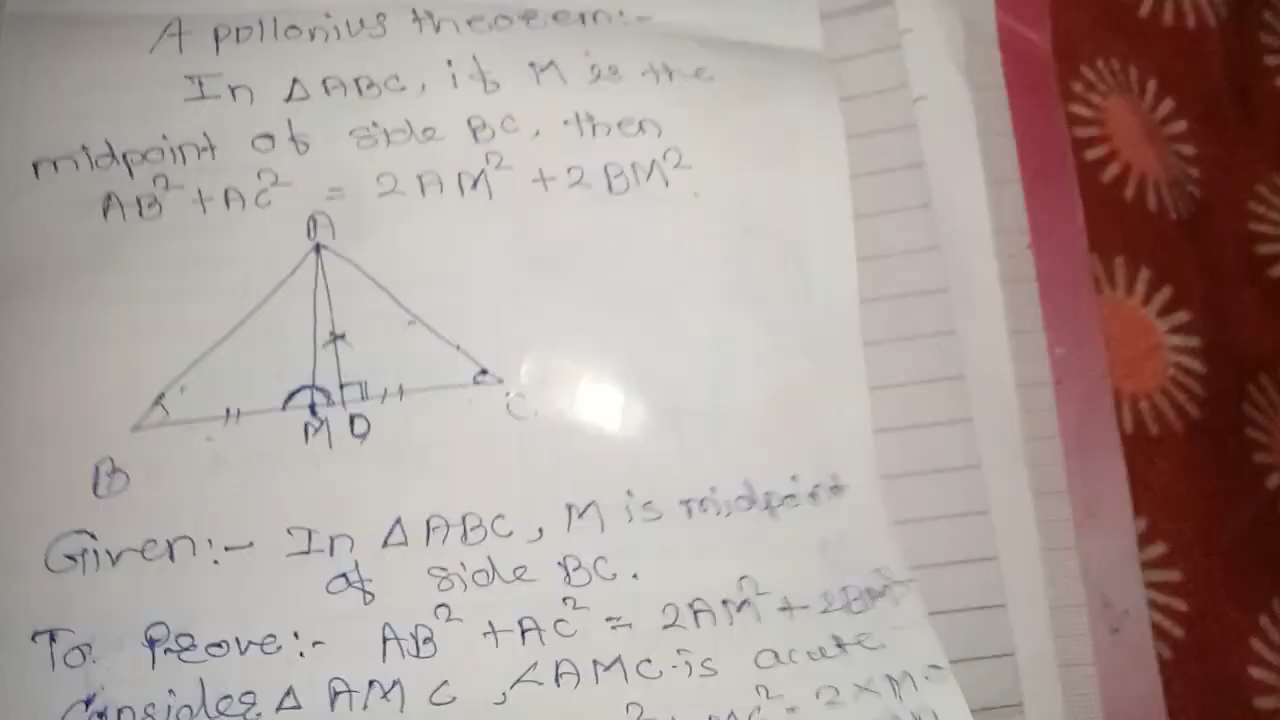 Apollonius theorem:-
In △ABC, if M is the
midpoint of side BC, then
AB² + AC² = 2AM² + 2BM².
A
M D
C
B
Given:- In △ABC, M is midpoint
of side BC.
To Prove:- AB² + AC² = 2AM² + 2BM²
Consider △ AMC, ∠AMC is acute